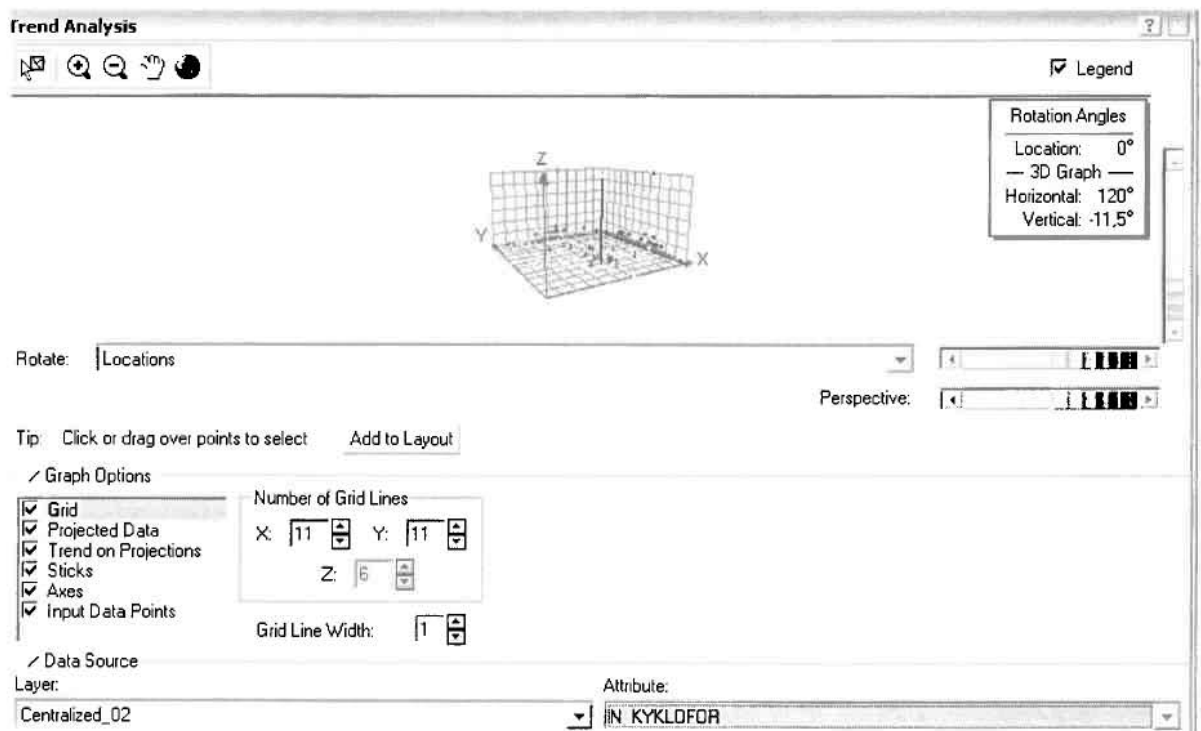 Trend Analysis
Legend
Rotation Angles
Location: 0°
— 3D Graph —
Horizontal: 120°
Vertical: -11,5°
Z
Y
X
Rotate: Locations
Perspective:
Tip: Click or drag over points to select Add to Layout
Graph Options
Grid
Projected Data
Trend on Projections
Sticks
Axes
Input Data Points
Number of Grid Lines
X: 11 Y: 11
Z: 6
Grid Line Width: 1
Data Source
Layer: Attribute:
Centralized_02 IN_KYKLOFOR